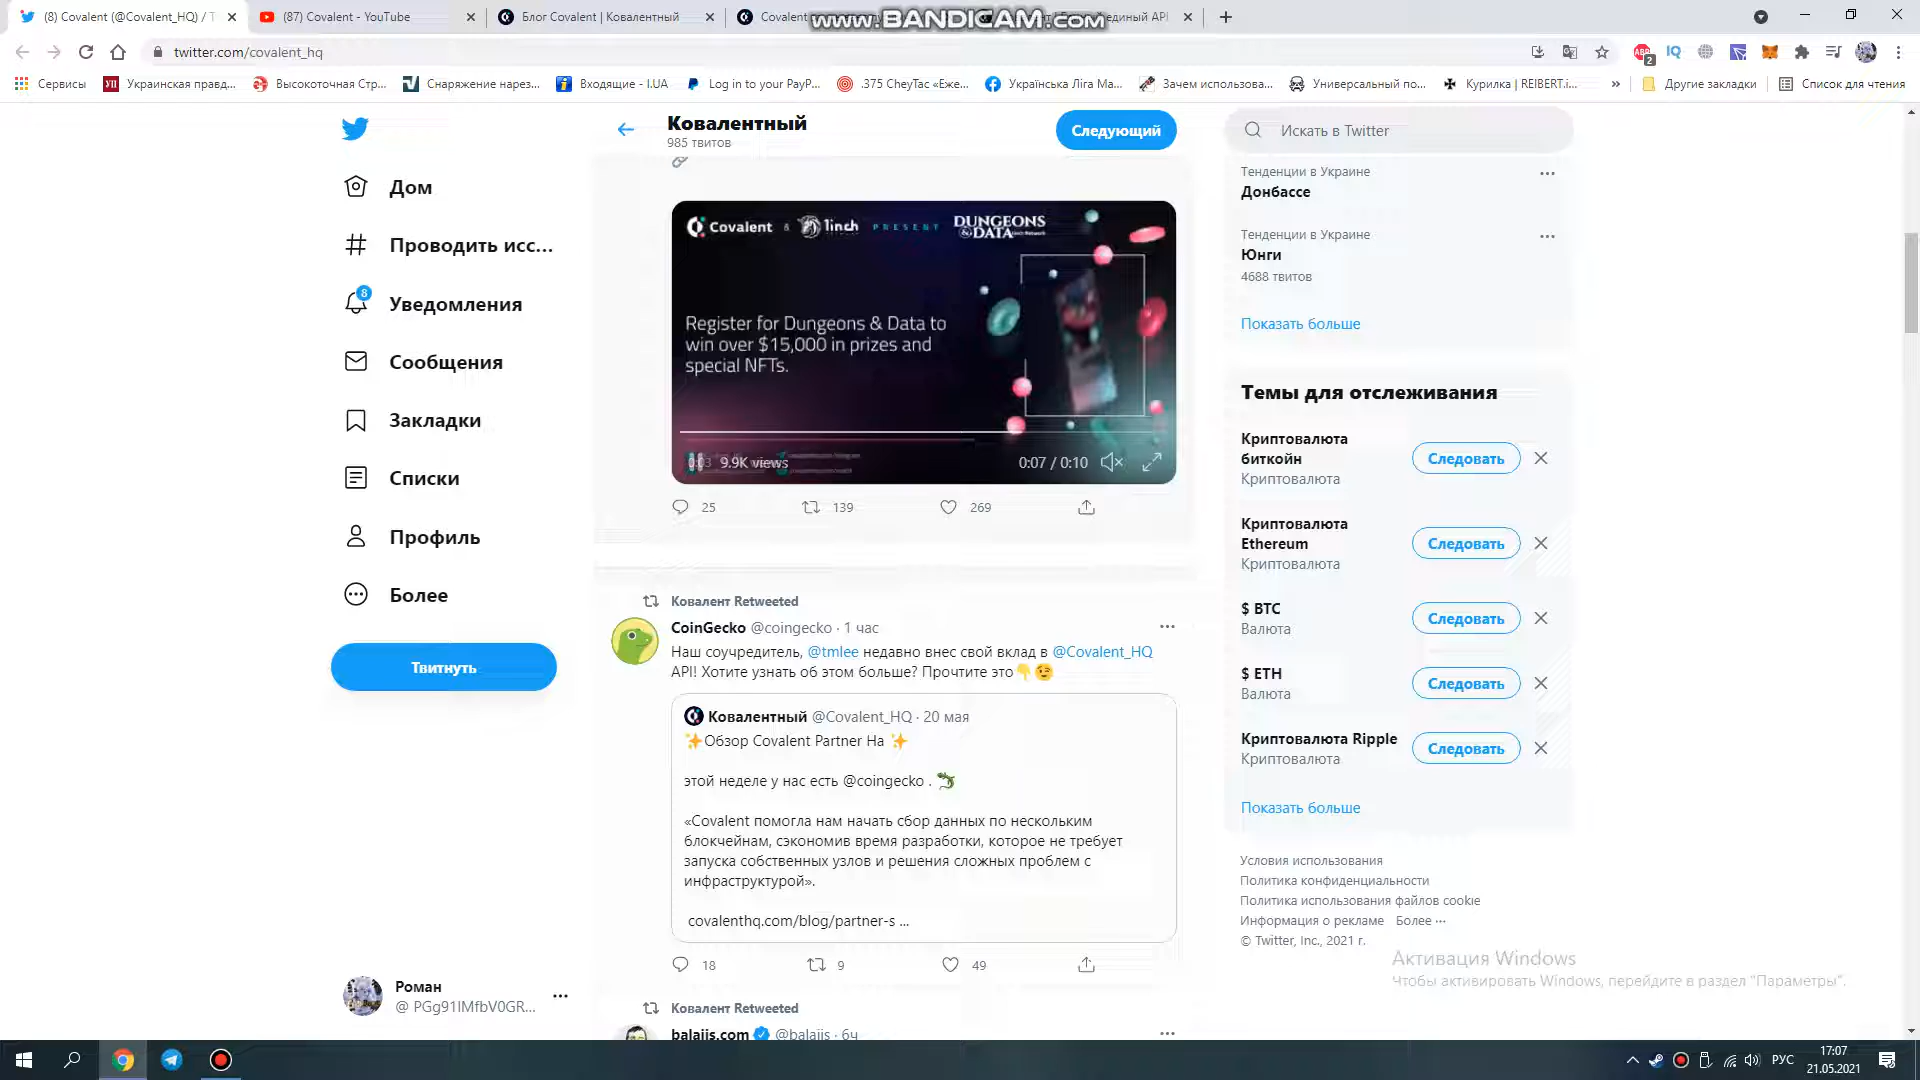 (8) Covalent (@Covalent_HQ) / T
(87) Covalent - YouTube
Блог Covalent | Ковалентный
Covalent
единый API
www.BANDICAM.com
twitter.com/covalent_hq
Сервисы
Украинская правд...
Высокоточная Стр...
Снаряжение нарез...
Входящие - I.UA
Log in to your PayP...
.375 CheyTac «Еже...
Українська Ліга Ма...
Зачем использова...
Универсальный по...
Курилка | REIBERT.i...
»
Другие закладки
Список для чтения
Ковалентный
985 твитов
Следующий
Искать в Twitter
Дом
Проводить исс...
8
Уведомления
Сообщения
Закладки
Списки
Профиль
Более
Твитнуть
Роман
@ PGg91IMfbV0GR...
Covalent & 1inch PRESENT DUNGEONS & DATA
Register for Dungeons & Data to
win over $15,000 in prizes and
special NFTs.
0:03 9.9K views
0:07 / 0:10
25
139
269
Ковалент Retweeted
CoinGecko @coingecko · 1 час
Наш соучредитель, @tmlee недавно внес свой вклад в @Covalent_HQ
API! Хотите узнать об этом больше? Прочтите это👇😉
Ковалентный @Covalent_HQ · 20 мая
✨Обзор Covalent Partner На ✨
этой неделе у нас есть @coingecko . 🦎
«Covalent помогла нам начать сбор данных по нескольким
блокчейнам, сэкономив время разработки, которое не требует
запуска собственных узлов и решения сложных проблем с
инфраструктурой».
covalenthq.com/blog/partner-s ...
18
9
49
Ковалент Retweeted
balajis.com @balajis · 6ч
Тенденции в Украине
Донбассе
Тенденции в Украине
Юнги
4688 твитов
Показать больше
Темы для отслеживания
Криптовалюта
биткойн
Криптовалюта
Следовать
Криптовалюта
Ethereum
Криптовалюта
Следовать
$ BTC
Валюта
Следовать
$ ETH
Валюта
Следовать
Криптовалюта Ripple
Криптовалюта
Следовать
Показать больше
Условия использования
Политика конфиденциальности
Политика использования файлов cookie
Информация о рекламе Более ···
© Twitter, Inc., 2021 г.
Активация Windows
Чтобы активировать Windows, перейдите в раздел "Параметры".
РУС
17:07
21.05.2021